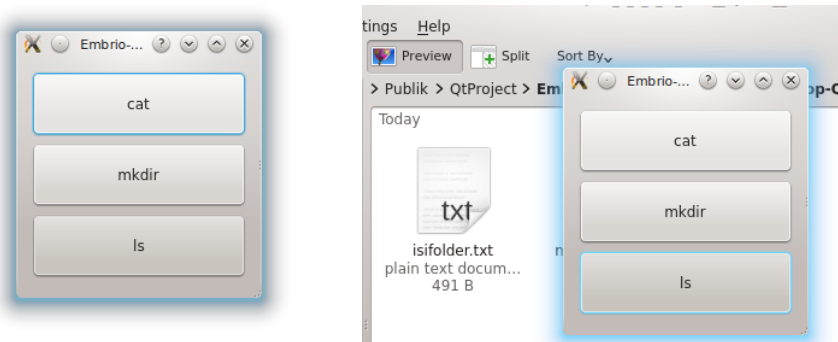 Embrio-...
cat
mkdir
ls
tings Help
Preview Split Sort By
> Publik > QtProject > Em
op-C
Today
txt
isifolder.txt
plain text docum...
491 B
n
Embrio-...
cat
mkdir
ls